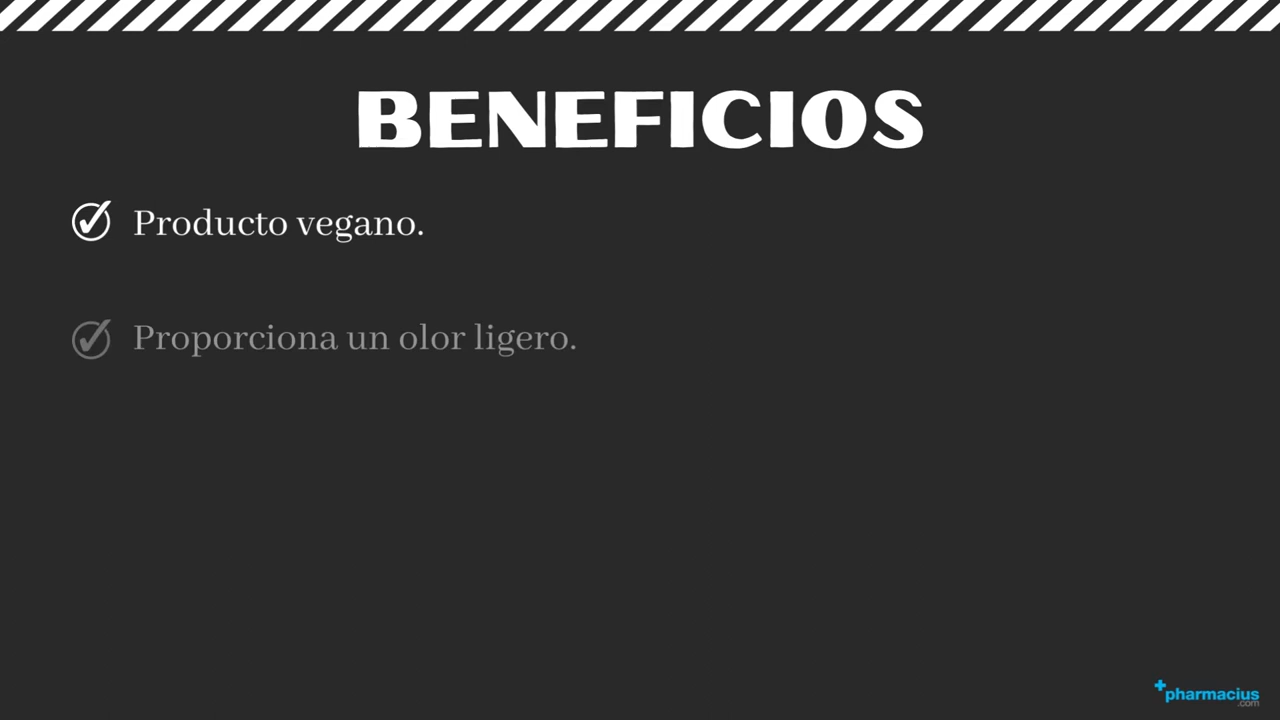 BENEFICIOS
Producto vegano.
Proporciona un olor ligero.
pharmacius
.com